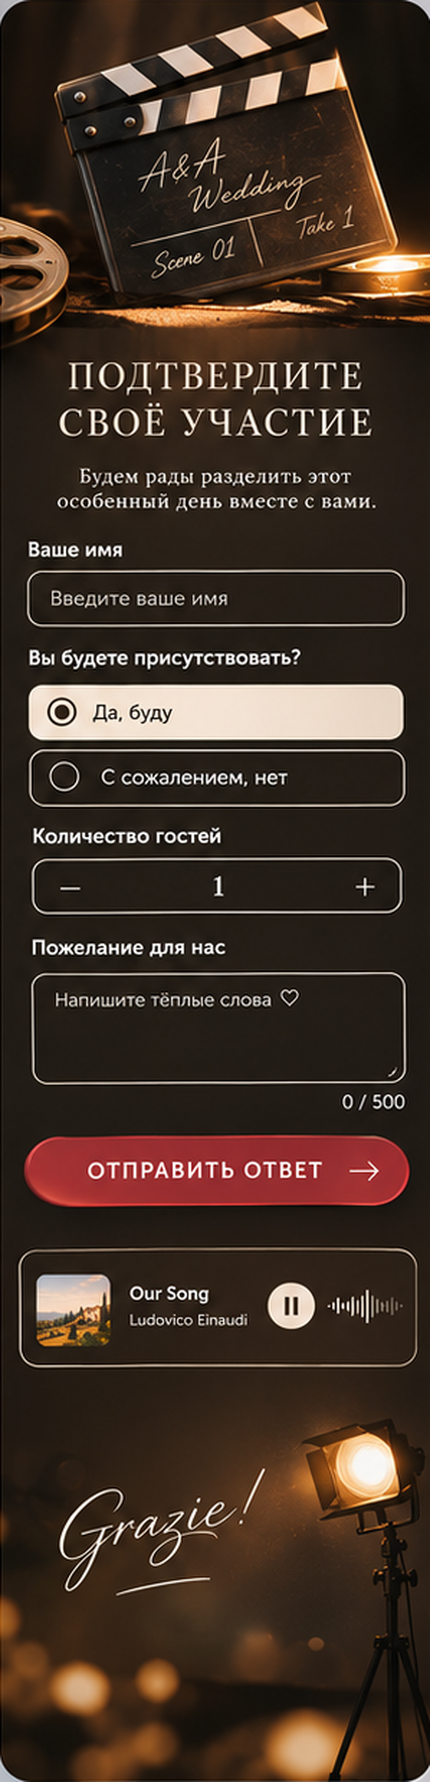 A&A
Wedding
Scene 01
Take 1
ПОДТВЕРДИТЕ
СВОЁ УЧАСТИЕ
Будем рады разделить этот
особенный день вместе с вами.
Ваше имя
Введите ваше имя
Вы будете присутствовать?
Да, буду
С сожалением, нет
Количество гостей
— 1 +
Пожелание для нас
Напишите тёплые слова ♡
0 / 500
ОТПРАВИТЬ ОТВЕТ →
Our Song
Ludovico Einaudi
Grazie!